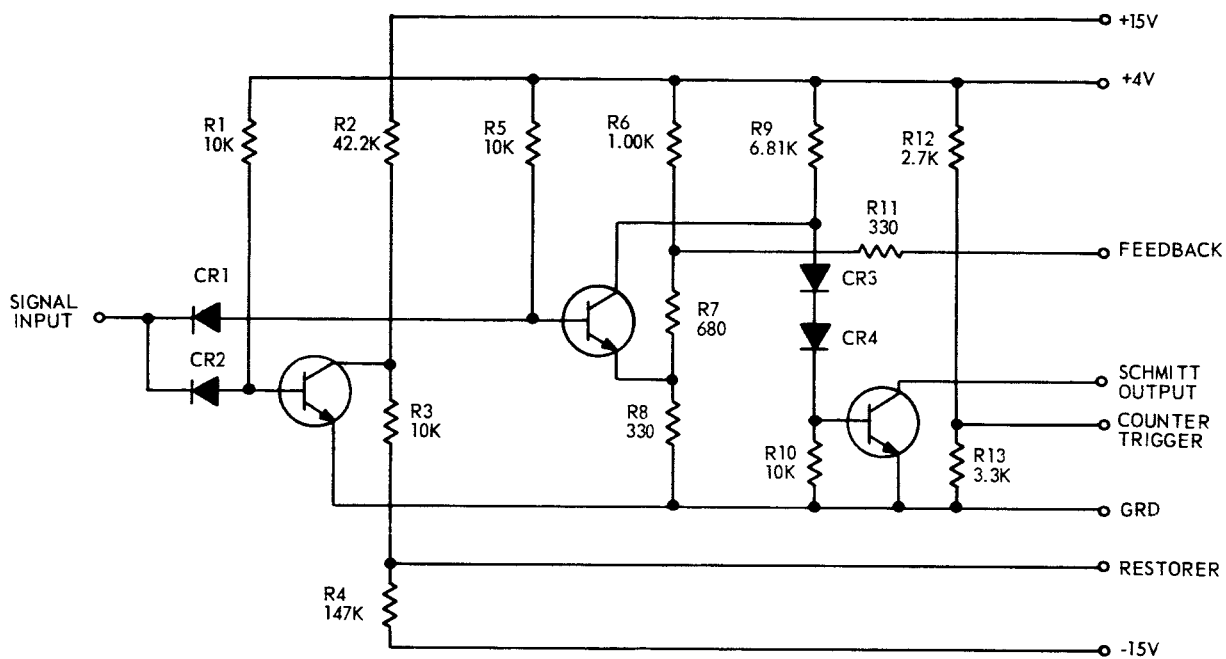 +15V
+4V
R1
10K
R2
42.2K
R5
10K
R6
1.00K
R9
6.81K
R12
2.7K
R11
330
FEEDBACK
CR1
SIGNAL
INPUT
CR3
R7
680
CR4
CR2
SCHMITT
OUTPUT
R3
10K
R8
330
COUNTER
TRIGGER
R10
10K
R13
3.3K
GRD
RESTORER
R4
147K
-15V